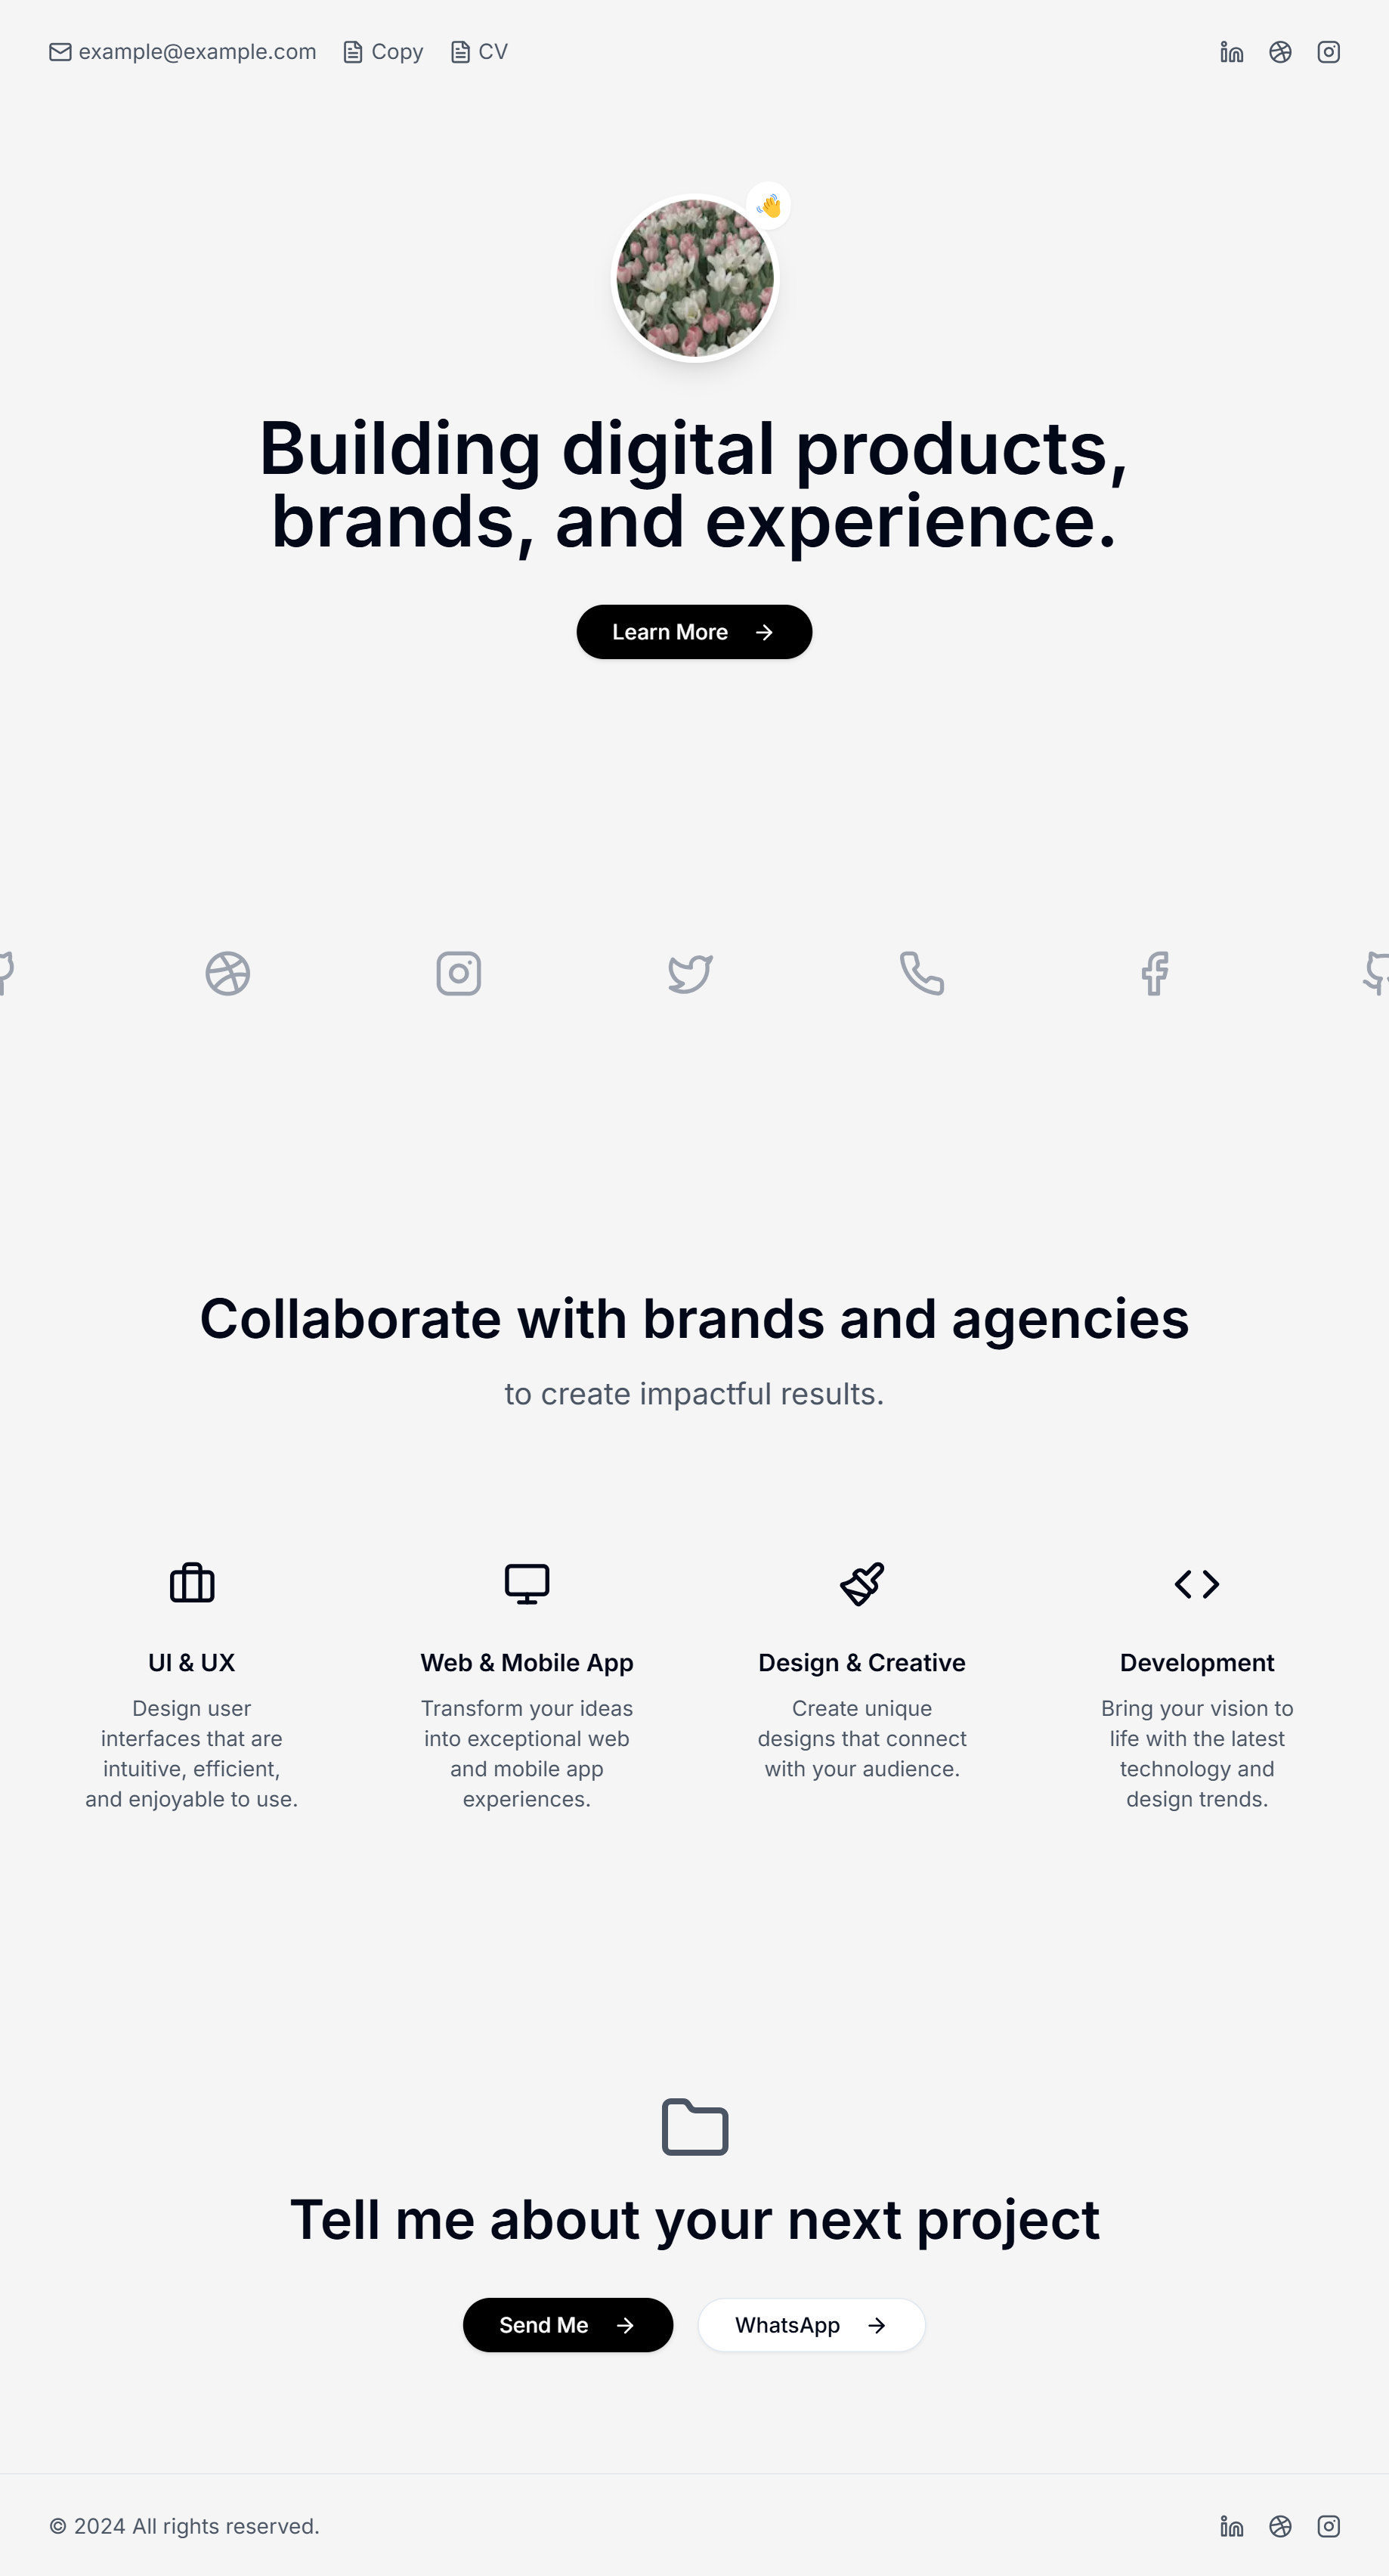 example@example.com Copy CV
Building digital products,
brands, and experience.
Learn More
Collaborate with brands and agencies
to create impactful results.
UI & UX
Design user
interfaces that are
intuitive, efficient,
and enjoyable to use.
Web & Mobile App
Transform your ideas
into exceptional web
and mobile app
experiences.
Design & Creative
Create unique
designs that connect
with your audience.
Development
Bring your vision to
life with the latest
technology and
design trends.
Tell me about your next project
Send Me
WhatsApp
© 2024 All rights reserved.